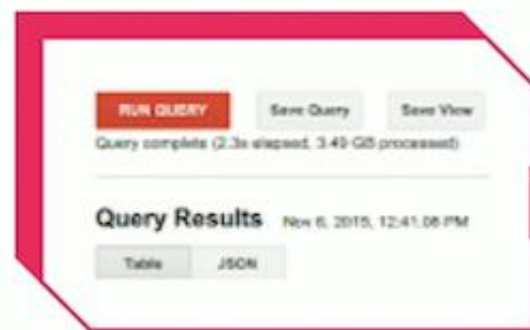 RUN QUERY Save Query Save View
Query complete (2.3s elapsed, 3.49 GB processed)
Query Results Nov 6, 2015, 12:41:08 PM
Table JSON